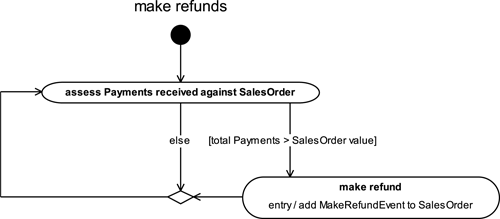 make refunds
assess Payments received against SalesOrder
else
[total Payments > SalesOrder value]
make refund
entry / add MakeRefundEvent to SalesOrder